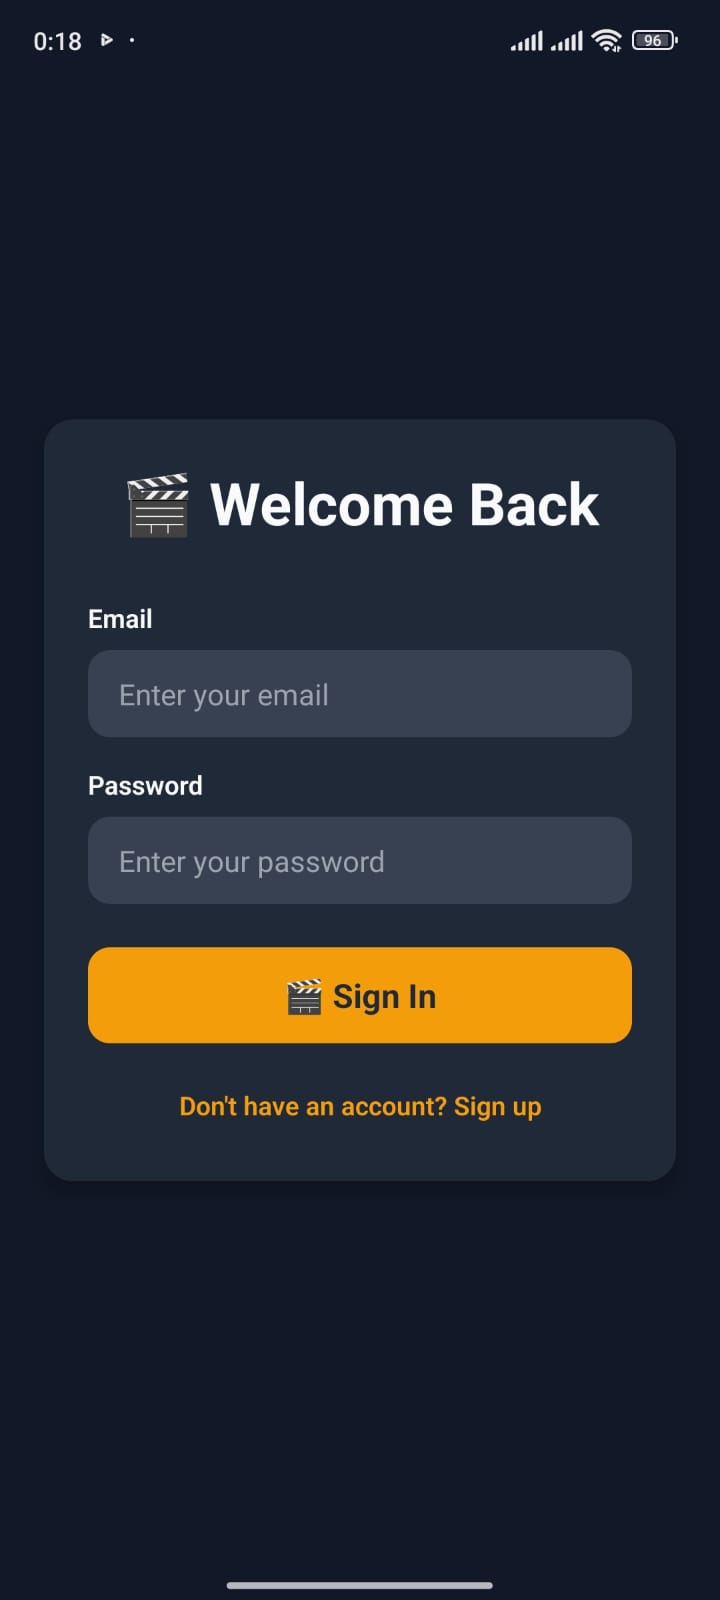 0:18
96
🎬 Welcome Back
Email
Enter your email
Password
Enter your password
🎬 Sign In
Don't have an account? Sign up